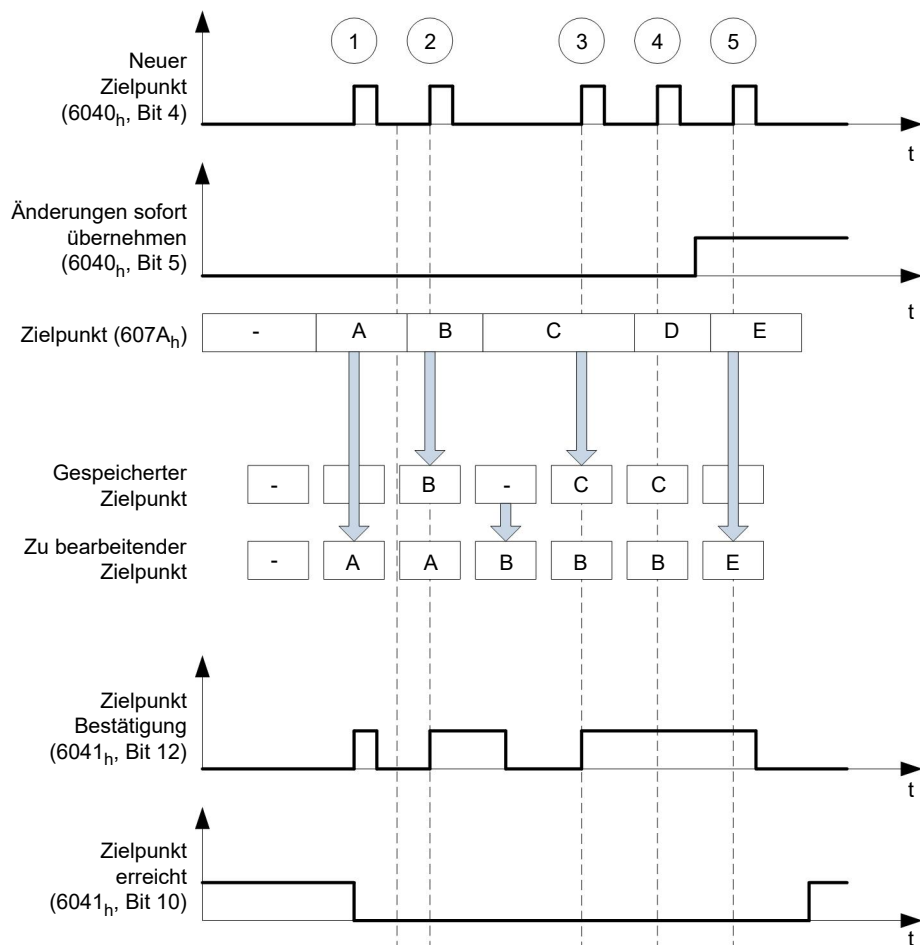 1 2 3 4 5
Neuer
Zielpunkt
(6040h, Bit 4)
t
Änderungen sofort
übernehmen
(6040h, Bit 5)
t
Zielpunkt (607Ah) - A B C D E
Gespeicherter
Zielpunkt
- B - C C
Zu bearbeitender
Zielpunkt
- A A B B B E
Zielpunkt
Bestätigung
(6041h, Bit 12)
t
Zielpunkt
erreicht
(6041h, Bit 10)
t